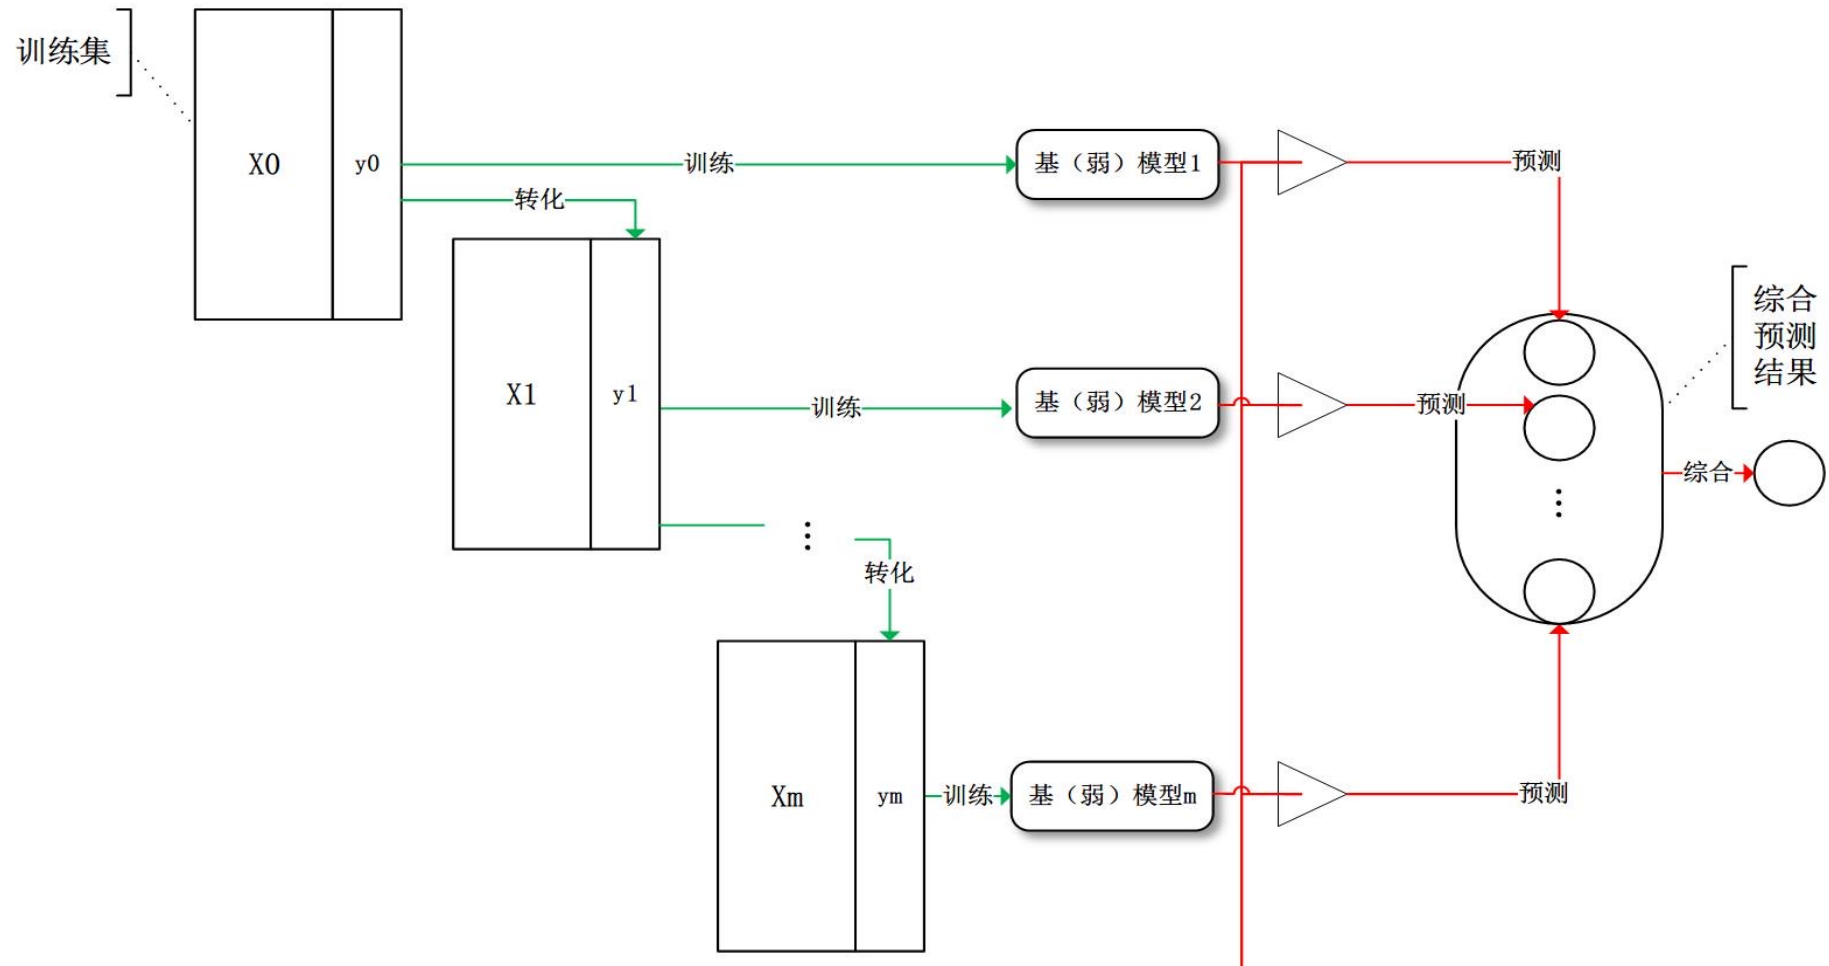 训练集
X0
y0
训练
基（弱）模型1
预测
转化
X1
y1
训练
基（弱）模型2
预测
综合
预测
结果
综合
转化
Xm
ym
训练
基（弱）模型m
预测